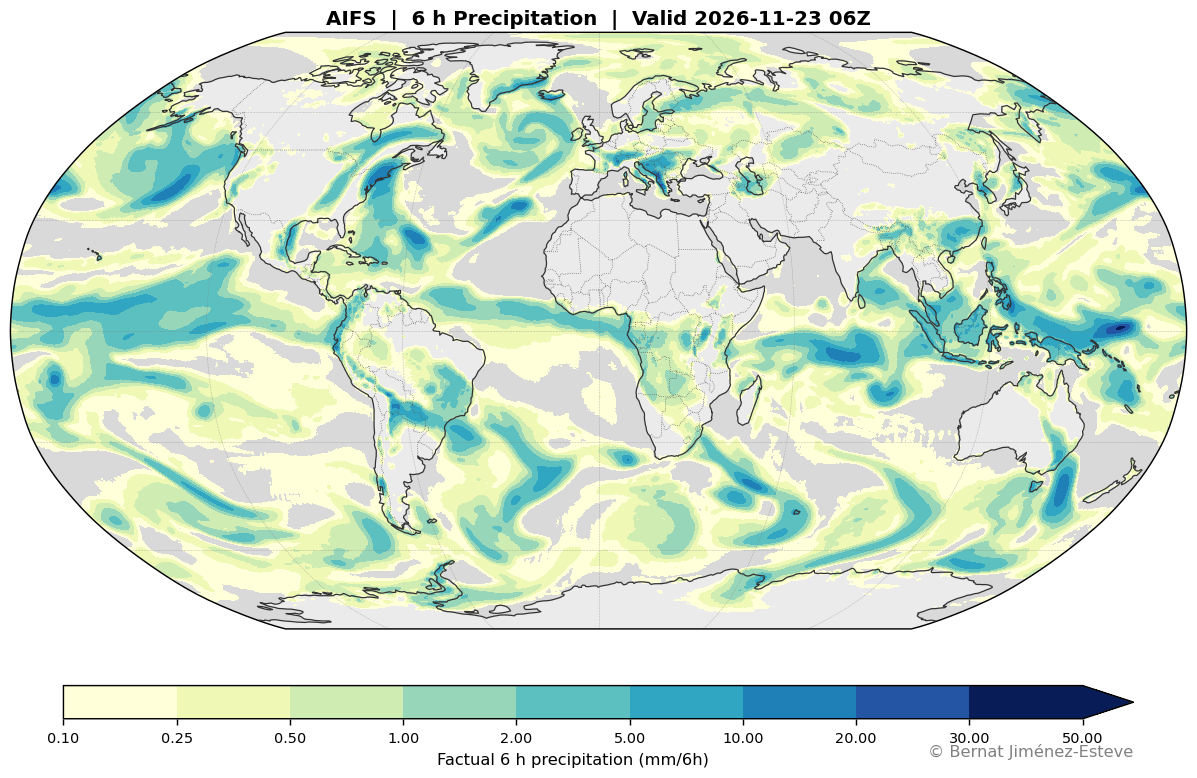 AIFS | 6 h Precipitation | Valid 2026-11-23 06Z
0.10 0.25 0.50 1.00 2.00 5.00 10.00 20.00 30.00 50.00
Factual 6 h precipitation (mm/6h)
© Bernat Jiménez-Esteve